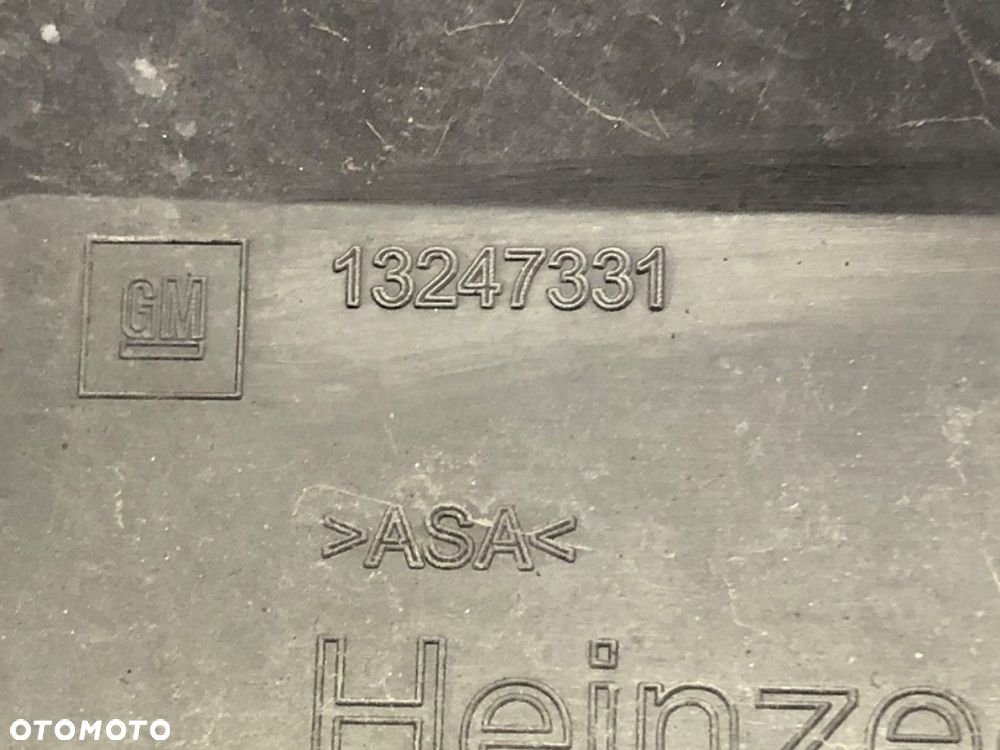 GM 13247331
>ASA<
Heinze
OTOMOTO